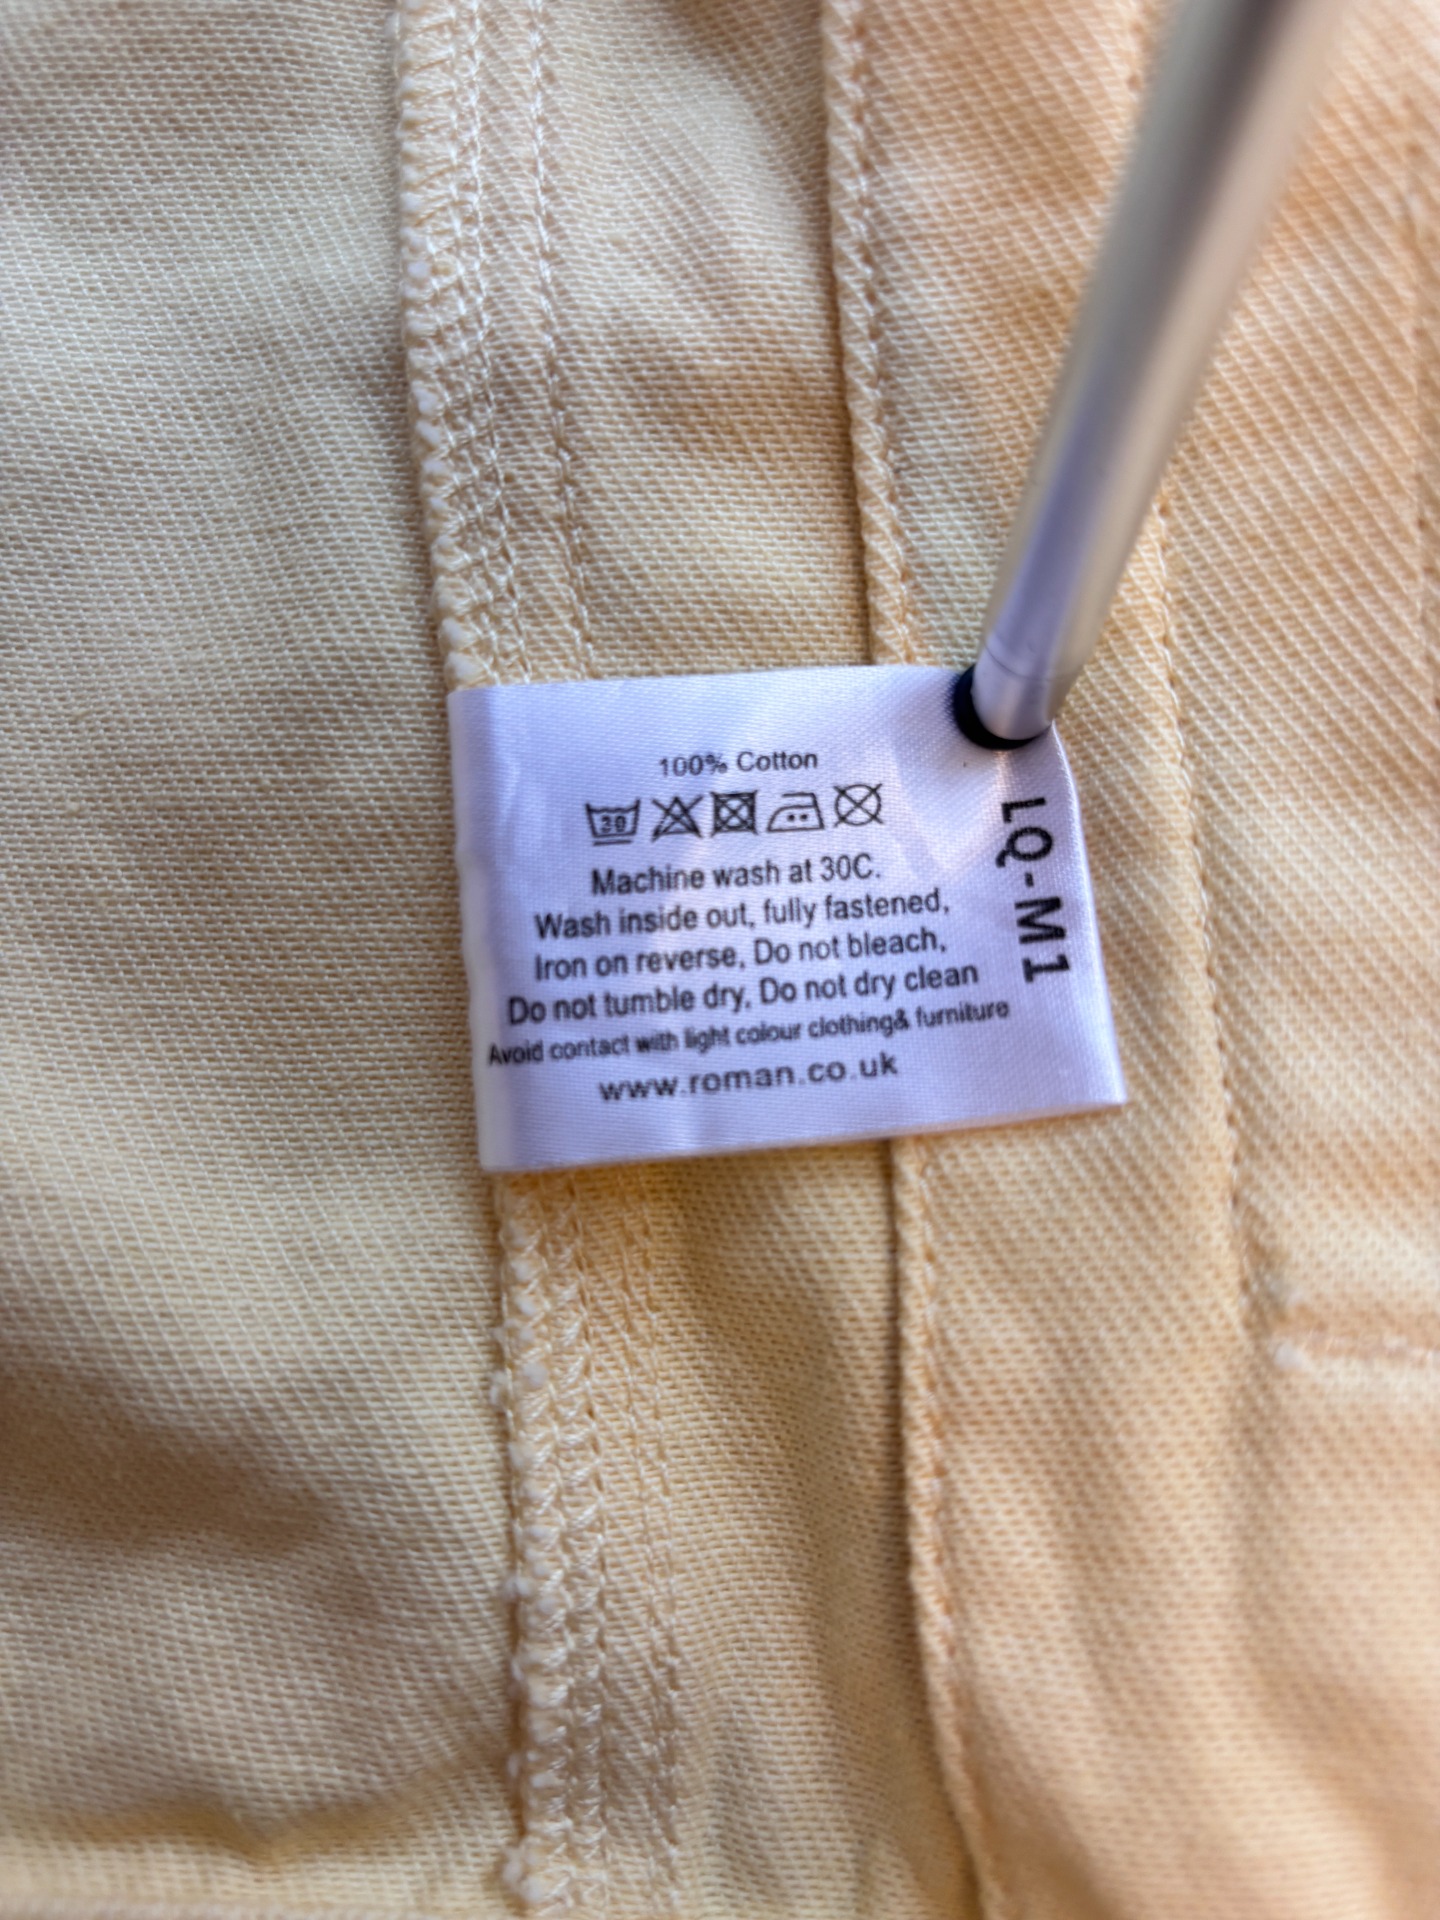 100% Cotton
30
Machine wash at 30C.
Wash inside out, fully fastened,
Iron on reverse, Do not bleach,
Do not tumble dry, Do not dry clean
Avoid contact with light colour clothing& furniture
www.roman.co.uk
LQ-M1